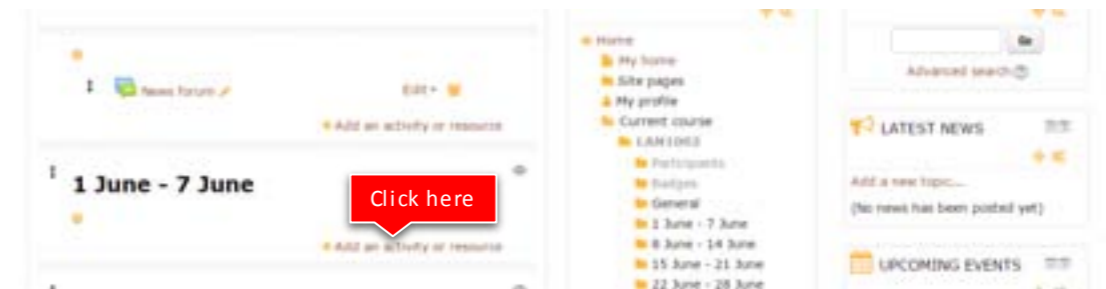 News forum
Edit
Add an activity or resource
1 June - 7 June
Click here
Add an activity or resource
Home
My home
Site pages
My profile
Current course
LAN1003
Participants
Badges
General
1 June - 7 June
8 June - 14 June
15 June - 21 June
22 June - 28 June
Go
Advanced search
LATEST NEWS
Add a new topic...
(No news has been posted yet)
UPCOMING EVENTS